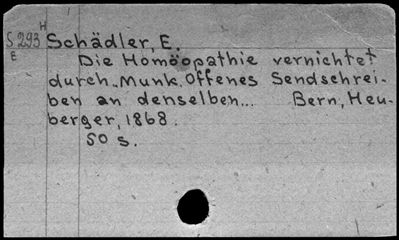 H
S 293 Schädler, E.
E
Die Homöopathie vernichtet
durch „Munk. Offenes Sendschrei-
ben an denselben... Bern, Heu-
berger, 1868.
50 s.